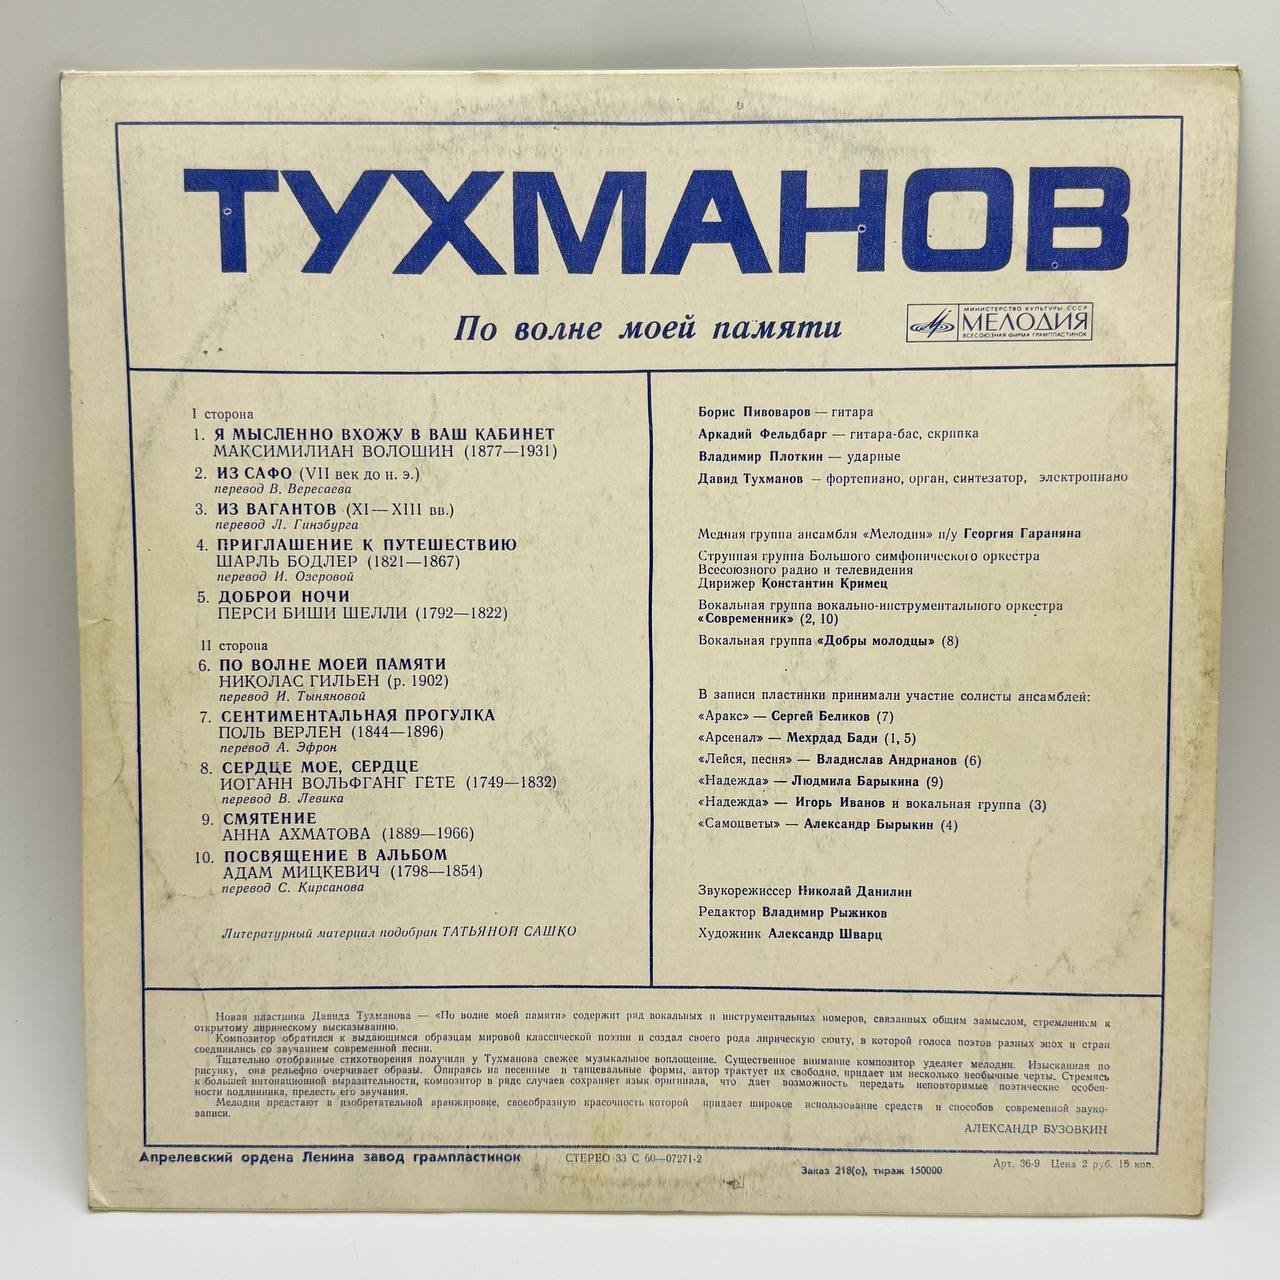 ТУХМАНОВ
По волне моей памяти
МИНИСТЕРСТВО КУЛЬТУРЫ СССР
МЕЛОДИЯ
ВСЕСОЮЗНАЯ ФИРМА ГРАМПЛАСТИНОК
I сторона
1. Я МЫСЛЕННО ВХОЖУ В ВАШ КАБИНЕТ
МАКСИМИЛИАН ВОЛОШИН (1877—1931)
2. ИЗ САФО (VII век до н. э.)
перевод В. Вересаева
3. ИЗ ВАГАНТОВ (XI—XIII вв.)
перевод Л. Гинзбурга
4. ПРИГЛАШЕНИЕ К ПУТЕШЕСТВИЮ
ШАРЛЬ БОДЛЕР (1821—1867)
перевод И. Озеровой
5. ДОБРОЙ НОЧИ
ПЕРСИ БИШИ ШЕЛЛИ (1792—1822)
II сторона
6. ПО ВОЛНЕ МОЕЙ ПАМЯТИ
НИКОЛАС ГИЛЬЕН (р. 1902)
перевод И. Тыняновой
7. СЕНТИМЕНТАЛЬНАЯ ПРОГУЛКА
ПОЛЬ ВЕРЛЕН (1844—1896)
перевод А. Эфрон
8. СЕРДЦЕ МОЕ, СЕРДЦЕ
ИОГАНН ВОЛЬФГАНГ ГЁТЕ (1749—1832)
перевод В. Левика
9. СМЯТЕНИЕ
АННА АХМАТОВА (1889—1966)
10. ПОСВЯЩЕНИЕ В АЛЬБОМ
АДАМ МИЦКЕВИЧ (1798—1854)
перевод С. Кирсанова
Литературный материал подобран ТАТЬЯНОЙ САШКО
Борис Пивоваров — гитара
Аркадий Фельдбарг — гитара-бас, скрипка
Владимир Плоткин — ударные
Давид Тухманов — фортепиано, орган, синтезатор, электропиано
Медная группа ансамбля «Мелодия» п/у Георгия Гараняна
Струнная группа Большого симфонического оркестра
Всесоюзного радио и телевидения
Дирижер Константин Кримец
Вокальная группа вокально-инструментального оркестра
«Современник» (2, 10)
Вокальная группа «Добры молодцы» (8)
В записи пластинки принимали участие солисты ансамблей:
«Аракс» — Сергей Беликов (7)
«Арсенал» — Мехрдад Бади (1, 5)
«Лейся, песня» — Владислав Андрианов (6)
«Надежда» — Людмила Барыкина (9)
«Надежда» — Игорь Иванов и вокальная группа (3)
«Самоцветы» — Александр Бырыкин (4)
Звукорежиссер Николай Данилин
Редактор Владимир Рыжиков
Художник Александр Шварц
Новая пластинка Давида Тухманова — «По волне моей памяти» содержит ряд вокальных и инструментальных номеров, связанных общим замыслом, стремлением к
открытому лирическому высказыванию.
Композитор обратился к выдающимся образцам мировой классической поэзии и создал своего рода лирическую сюиту, в которой голоса поэтов разных эпох и стран
соединились со звучанием современной песни.
Тщательно отобранные стихотворения получили у Тухманова свежее музыкальное воплощение. Существенное внимание композитор уделяет мелодии. Изысканная по
рисунку, она рельефно очерчивает образы. Опираясь на песенные и танцевальные формы, автор трактует их свободно, придает им несколько необычные черты. Стремясь
к большей интонационной выразительности, композитор в ряде случаев сохраняет язык оригинала, что дает возможность передать неповторимые поэтические особен-
ности подлинника, прелесть его звучания.
Мелодии предстают в изобретательной аранжировке, своеобразную красочность которой придает широкое использование средств и способов современной звуко-
записи.
АЛЕКСАНДР БУЗОВКИН
Апрелевский ордена Ленина завод грампластинок
СТЕРЕО 33 С 60—07271-2
Заказ 218(о), тираж 150000
Арт. 36-9 Цена 2 руб. 15 коп.